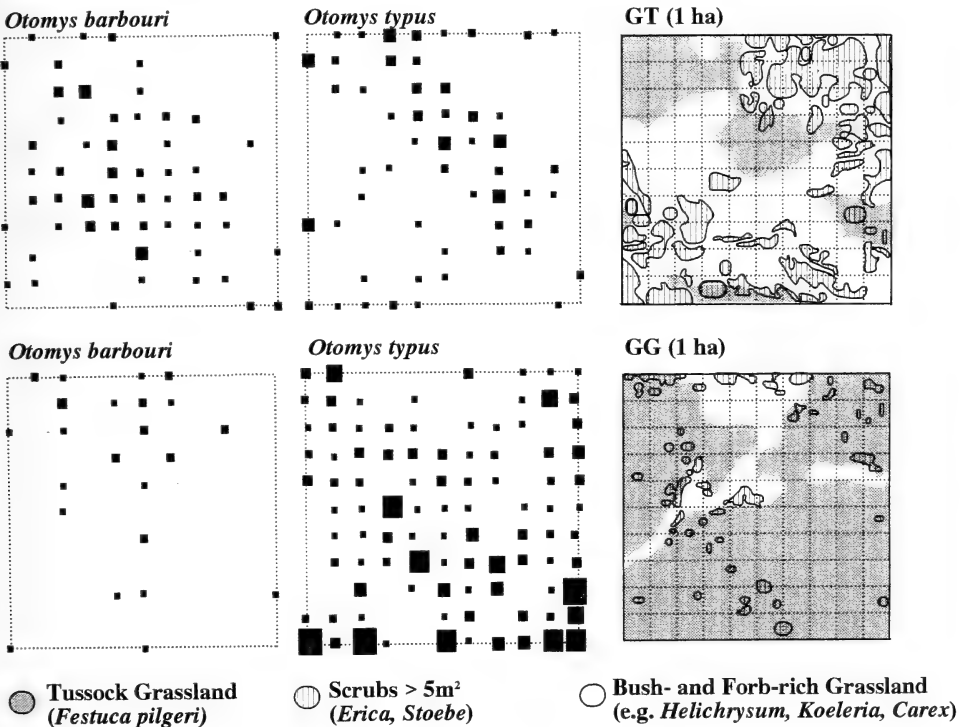 Otomys barbouri
Otomys typus
GT (1 ha)
Otomys barbouri
Otomys typus
GG (1 ha)
Tussock Grassland
(Festuca pilgeri)
Scrubs > 5m²
(Erica, Stoebe)
Bush- and Forb-rich Grassland
(e.g. Helichrysum, Koeleria, Carex)